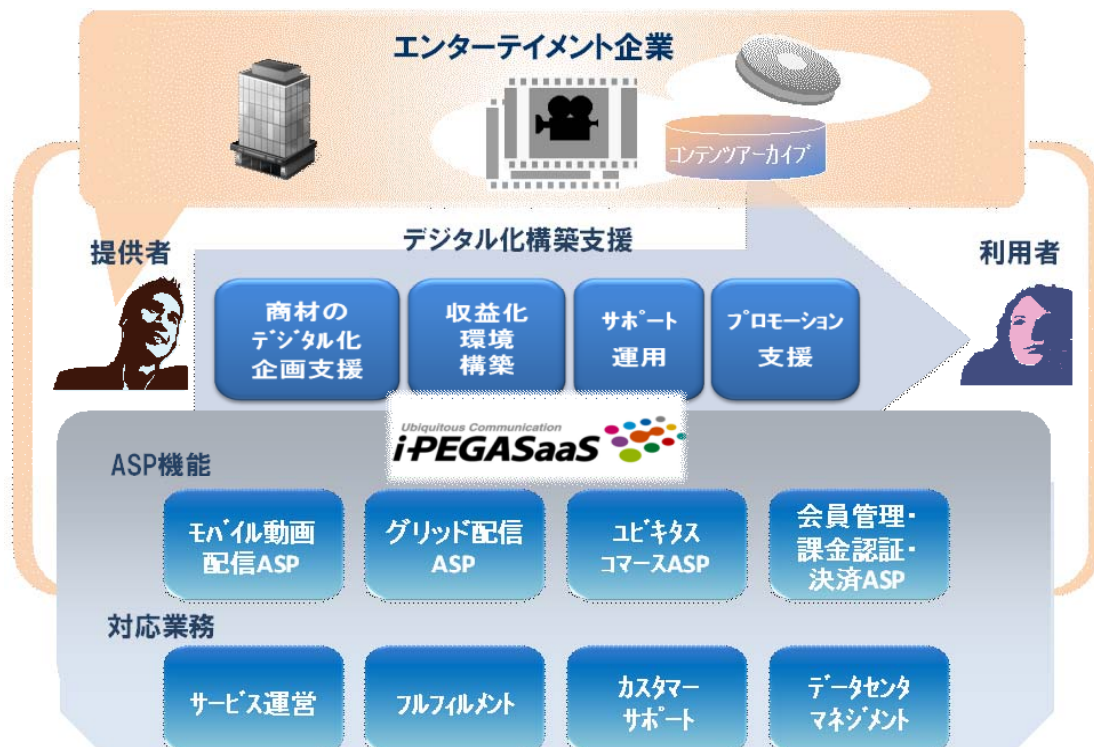 エンターテイメント企業
コンテンツアーカイブ
提供者
デジタル化構築支援
利用者
商材の
デジタル化
企画支援
収益化
環境
構築
サポート
運用
プロモーション
支援
Ubiquitous Communication
i-PEGASaaS
ASP機能
モバイル動画
配信ASP
グリッド配信
ASP
ユビキタス
コマースASP
会員管理・
課金認証・
決済ASP
対応業務
サービス運営
フルフィルメント
カスタマー
サポート
データセンタ
マネジメント